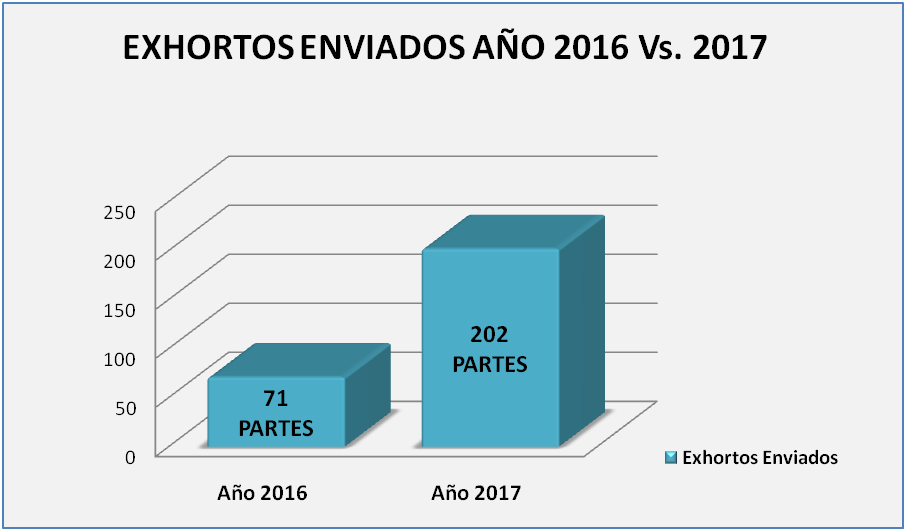 EXHORTOS ENVIADOS AÑO 2016 Vs. 2017
250
200
150
100
50
0
71
PARTES
202
PARTES
Año 2016
Año 2017
Exhortos Enviados